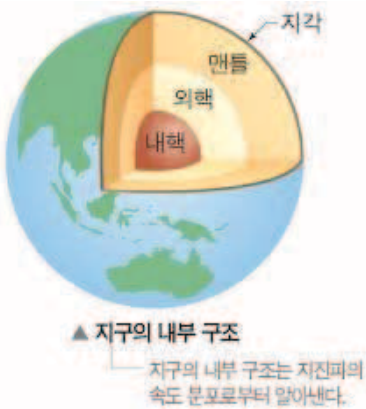 지각
맨틀
외핵
내핵
▲ 지구의 내부 구조
지구의 내부 구조는 지진파의
속도 분포로부터 알아낸다.